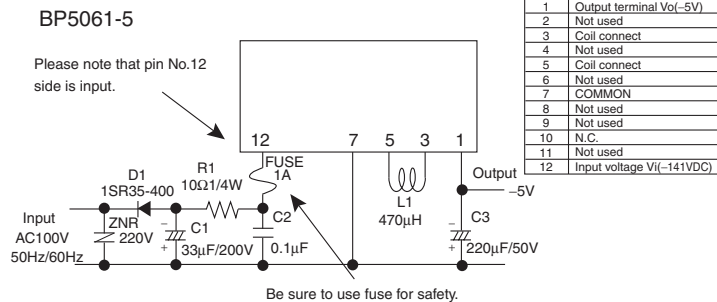 BP5061-5
Please note that pin No.12
side is input.
12
7
5
3
1
FUSE
1A
D1
1SR35-400
R1
10Ω1/4W
L1
470μH
Output
−5V
Input
AC100V
50Hz/60Hz
ZNR
220V
−
C1
+
33μF/200V
C2
0.1μF
−
C3
+
220μF/50V
Be sure to use fuse for safety.
1 Output terminal Vo(−5V)
2 Not used
3 Coil connect
4 Not used
5 Coil connect
6 Not used
7 COMMON
8 Not used
9 Not used
10 N.C.
11 Not used
12 Input voltage Vi(−141VDC)